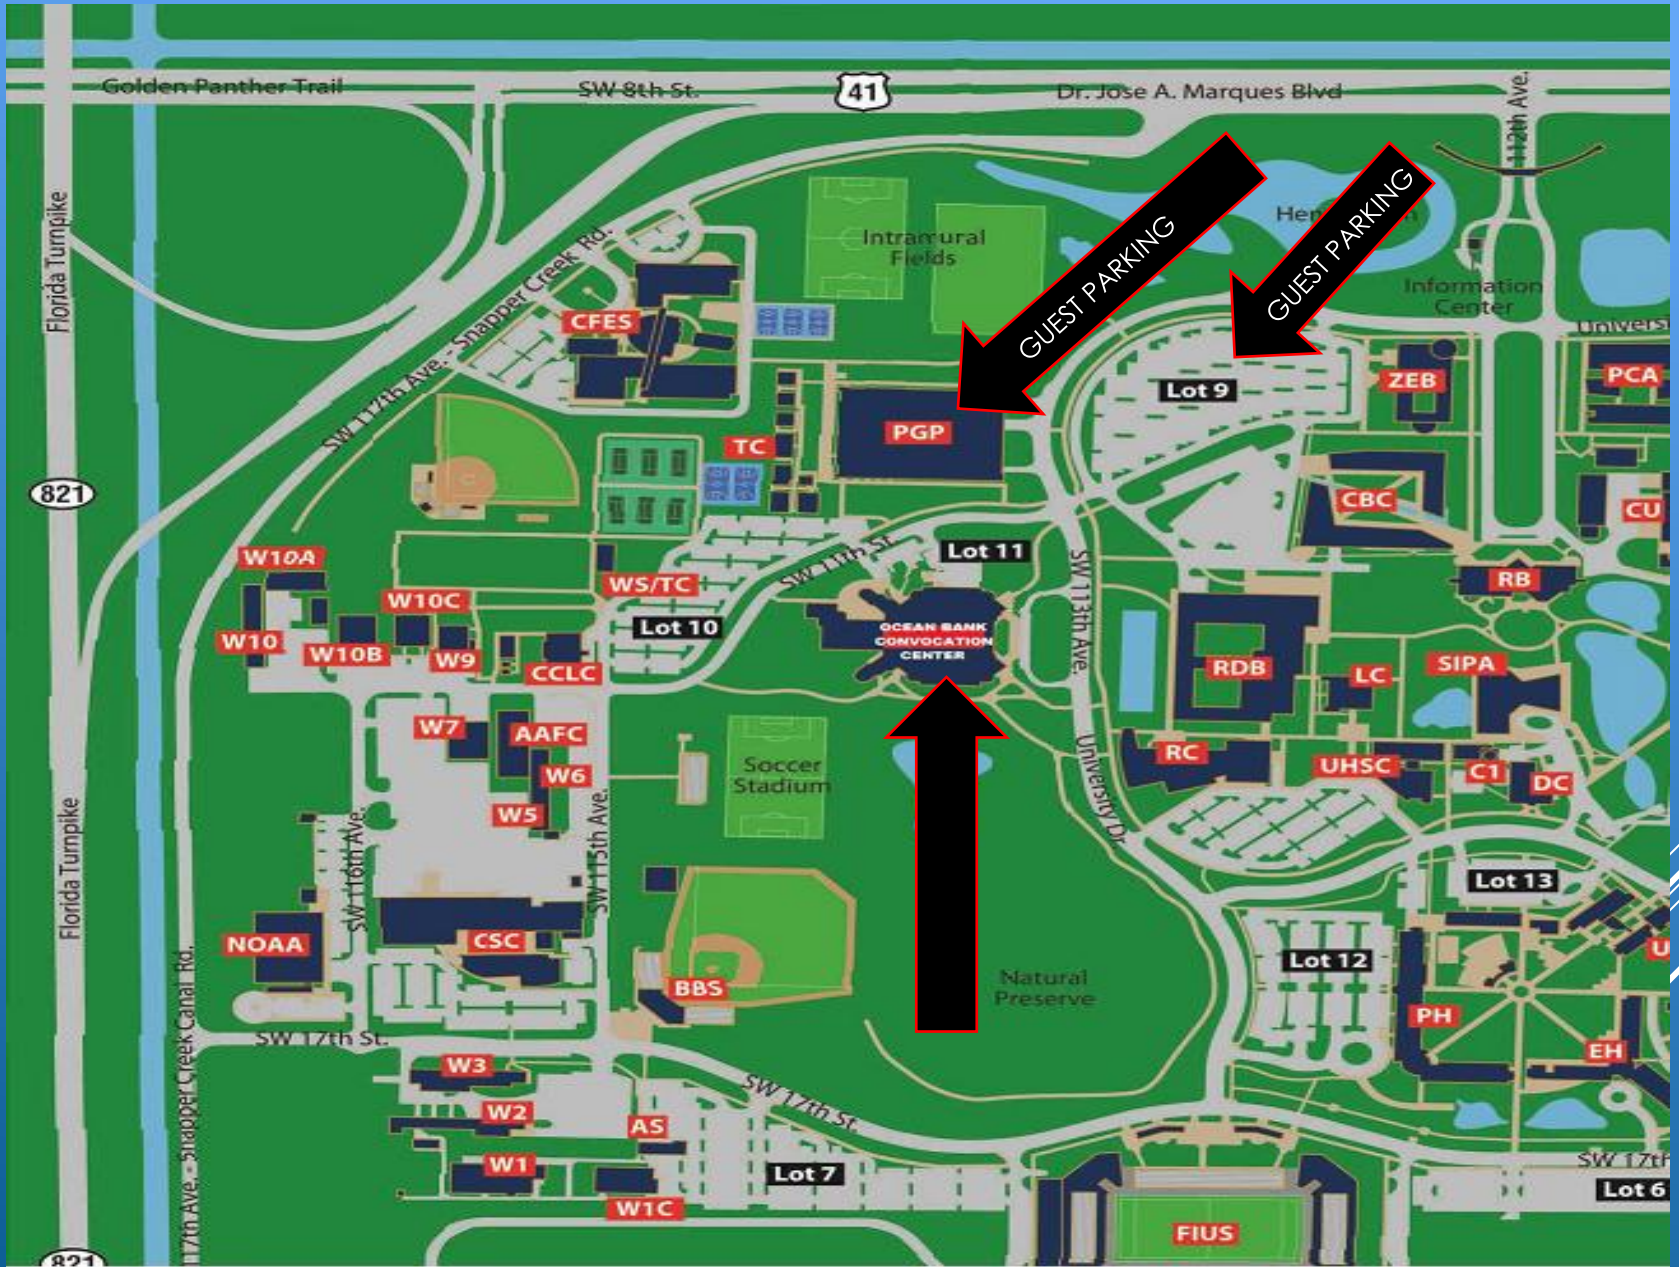 Golden Panther Trail
SW 8th St.
41
Dr. Jose A. Marques Blvd
112th Ave.
Florida Turnpike
SW 117th Ave. - Snapper Creek Rd.
Intramural
Fields
GUEST PARKING
GUEST PARKING
Information
Center
CFES
Lot 9
ZEB
PCA
PGP
TC
821
CBC
CU
W10A
WS/TC
SW 11th St.
Lot 11
RB
W10C
W10
W10B
W9
CCLC
Lot 10
OCEAN BANK
CONVOCATION
CENTER
SW 113th Ave.
RDB
LC
SIPA
W7
AAFC
W6
W5
Soccer
Stadium
University Dr.
RC
UHSC
C1
DC
Florida Turnpike
SW 116th Ave.
SW 115th Ave.
Lot 13
NOAA
CSC
BBS
Natural
Preserve
Lot 12
PH
EH
SW 17th St.
17th Ave. - Snapper Creek Canal Rd.
W3
W2
AS
W1
W1C
SW 17th St.
Lot 7
SW 17th
Lot 6
FIUS
821